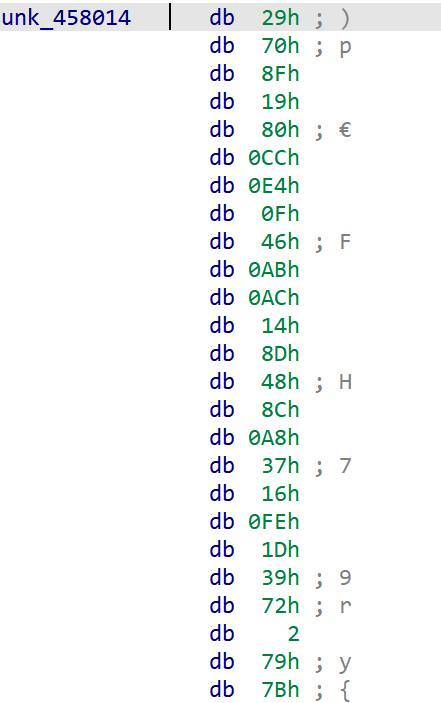 unk_458014 db 29h ; )
db 70h ; p
db 8Fh
db 19h
db 80h ; €
db 0CCh
db 0E4h
db 0Fh
db 46h ; F
db 0ABh
db 0ACh
db 14h
db 8Dh
db 48h ; H
db 8Ch
db 0A8h
db 37h ; 7
db 16h
db 0FEh
db 1Dh
db 39h ; 9
db 72h ; r
db 2
db 79h ; y
db 7Bh ; {